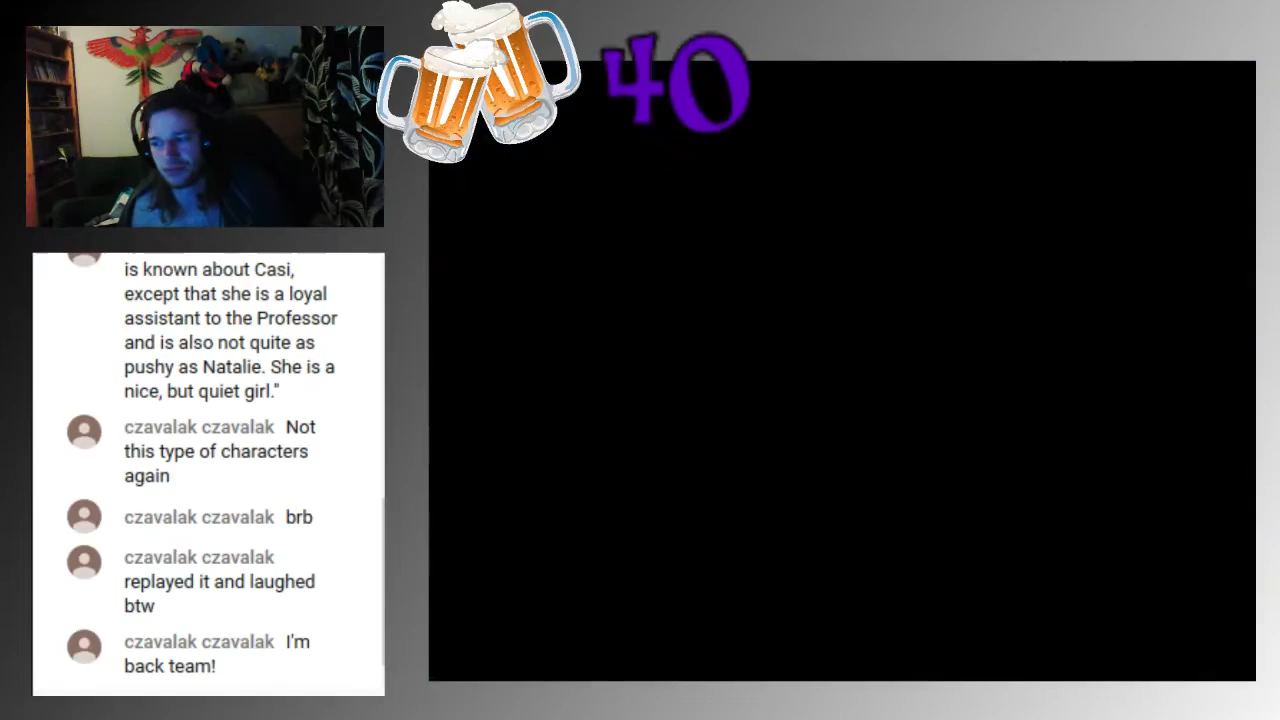 40
is known about Casi,
except that she is a loyal
assistant to the Professor
and is also not quite as
pushy as Natalie. She is a
nice, but quiet girl."
czavalak czavalak Not
this type of characters
again
czavalak czavalak brb
czavalak czavalak
replayed it and laughed
btw
czavalak czavalak I'm
back team!